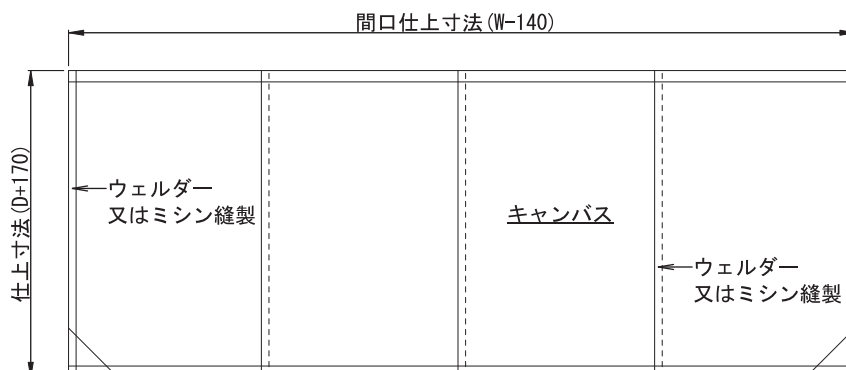 間口仕上寸法(W-140)
仕上寸法(D+170)
ウェルダー
又はミシン縫製
キャンバス
ウェルダー
又はミシン縫製